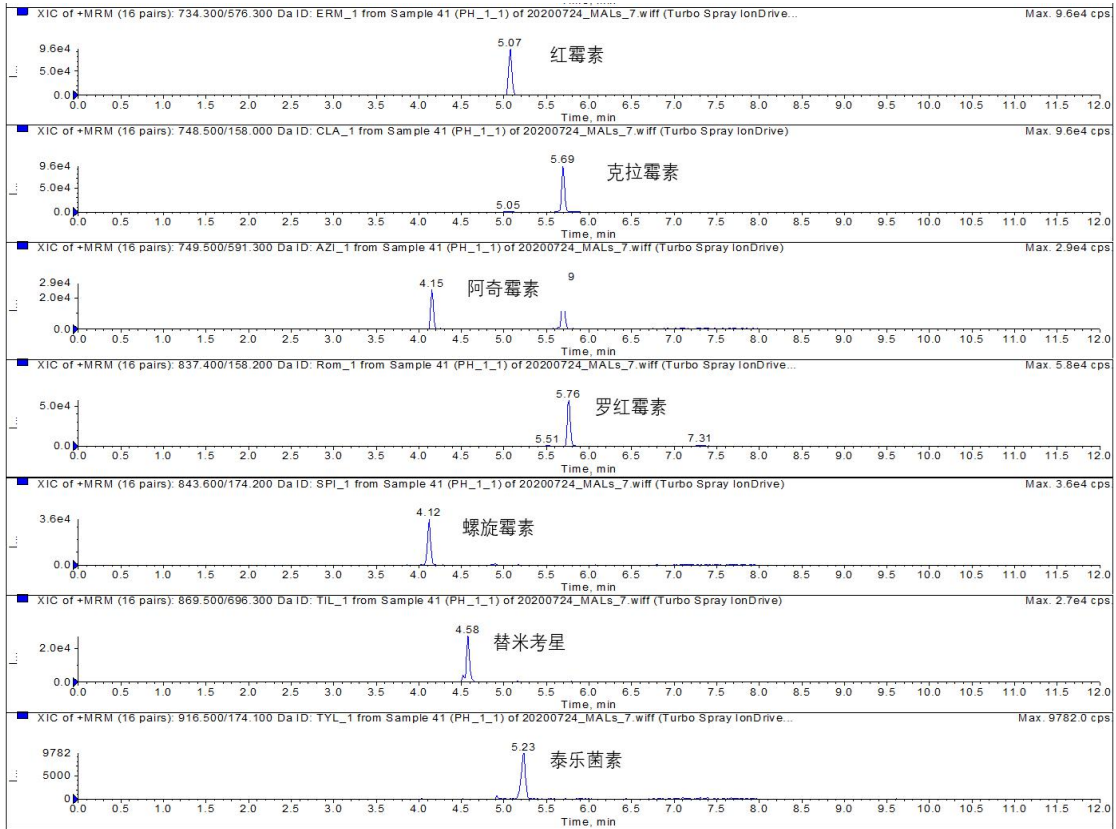 XIC of +MRM (16 pairs): 734.300/576.300 Da ID: ERM_1 from Sample 41 (PH_1_1) of 20200724_MALs_7.wiff (Turbo Spray IonDrive... Max. 9.6e4 cps.
5.07
红霉素
9.6e4
5.0e4
0.0
0.0 0.5 1.0 1.5 2.0 2.5 3.0 3.5 4.0 4.5 5.0 5.5 6.0 6.5 7.0 7.5 8.0 8.5 9.0 9.5 10.0 10.5 11.0 11.5 12.0
Time, min
XIC of +MRM (16 pairs): 748.500/158.000 Da ID: CLA_1 from Sample 41 (PH_1_1) of 20200724_MALs_7.wiff (Turbo Spray IonDrive) Max. 9.6e4 cps.
5.69
克拉霉素
9.6e4
5.0e4
5.05
0.0
0.0 0.5 1.0 1.5 2.0 2.5 3.0 3.5 4.0 4.5 5.0 5.5 6.0 6.5 7.0 7.5 8.0 8.5 9.0 9.5 10.0 10.5 11.0 11.5 12.0
Time, min
XIC of +MRM (16 pairs): 749.500/591.300 Da ID: AZI_1 from Sample 41 (PH_1_1) of 20200724_MALs_7.wiff (Turbo Spray IonDrive) Max. 2.9e4 cps.
4.15 阿奇霉素 9
2.9e4
2.0e4
0.0
0.0 0.5 1.0 1.5 2.0 2.5 3.0 3.5 4.0 4.5 5.0 5.5 6.0 6.5 7.0 7.5 8.0 8.5 9.0 9.5 10.0 10.5 11.0 11.5 12.0
Time, min
XIC of +MRM (16 pairs): 837.400/158.200 Da ID: Rom_1 from Sample 41 (PH_1_1) of 20200724_MALs_7.wiff (Turbo Spray IonDrive... Max. 5.8e4 cps.
5.76
罗红霉素
5.0e4
5.51 7.31
0.0
0.0 0.5 1.0 1.5 2.0 2.5 3.0 3.5 4.0 4.5 5.0 5.5 6.0 6.5 7.0 7.5 8.0 8.5 9.0 9.5 10.0 10.5 11.0 11.5 12.0
Time, min
XIC of +MRM (16 pairs): 843.600/174.200 Da ID: SPI_1 from Sample 41 (PH_1_1) of 20200724_MALs_7.wiff (Turbo Spray IonDrive) Max. 3.6e4 cps.
4.12
螺旋霉素
3.6e4
0.0
0.0 0.5 1.0 1.5 2.0 2.5 3.0 3.5 4.0 4.5 5.0 5.5 6.0 6.5 7.0 7.5 8.0 8.5 9.0 9.5 10.0 10.5 11.0 11.5 12.0
Time, min
XIC of +MRM (16 pairs): 869.500/696.300 Da ID: TIL_1 from Sample 41 (PH_1_1) of 20200724_MALs_7.wiff (Turbo Spray IonDrive) Max. 2.7e4 cps.
4.58
替米考星
2.0e4
0.0
0.0 0.5 1.0 1.5 2.0 2.5 3.0 3.5 4.0 4.5 5.0 5.5 6.0 6.5 7.0 7.5 8.0 8.5 9.0 9.5 10.0 10.5 11.0 11.5 12.0
Time, min
XIC of +MRM (16 pairs): 916.500/174.100 Da ID: TYL_1 from Sample 41 (PH_1_1) of 20200724_MALs_7.wiff (Turbo Spray IonDrive... Max. 9782.0 cps.
5.23
泰乐菌素
9782
5000
0
0.0 0.5 1.0 1.5 2.0 2.5 3.0 3.5 4.0 4.5 5.0 5.5 6.0 6.5 7.0 7.5 8.0 8.5 9.0 9.5 10.0 10.5 11.0 11.5 12.0
Time, min